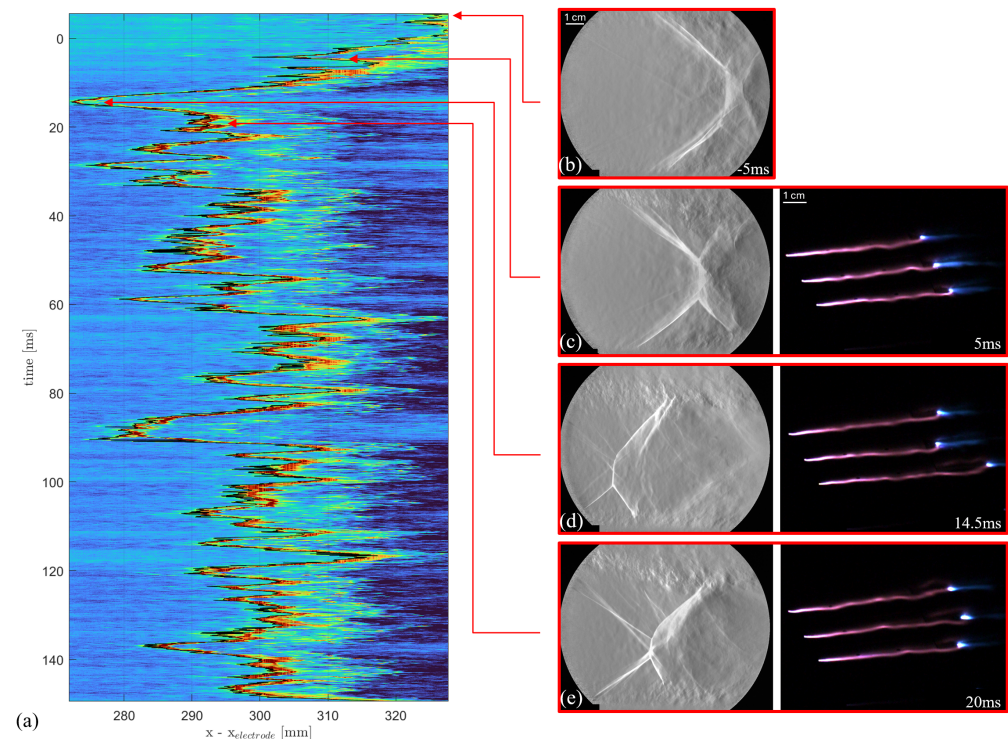 0
20
40
60
80
100
120
140
time [ms]
280
290
300
310
320
x - x_electrode [mm]
(a)
1 cm
(b)
-5ms
(c)
1 cm
5ms
(d)
14.5ms
(e)
20ms